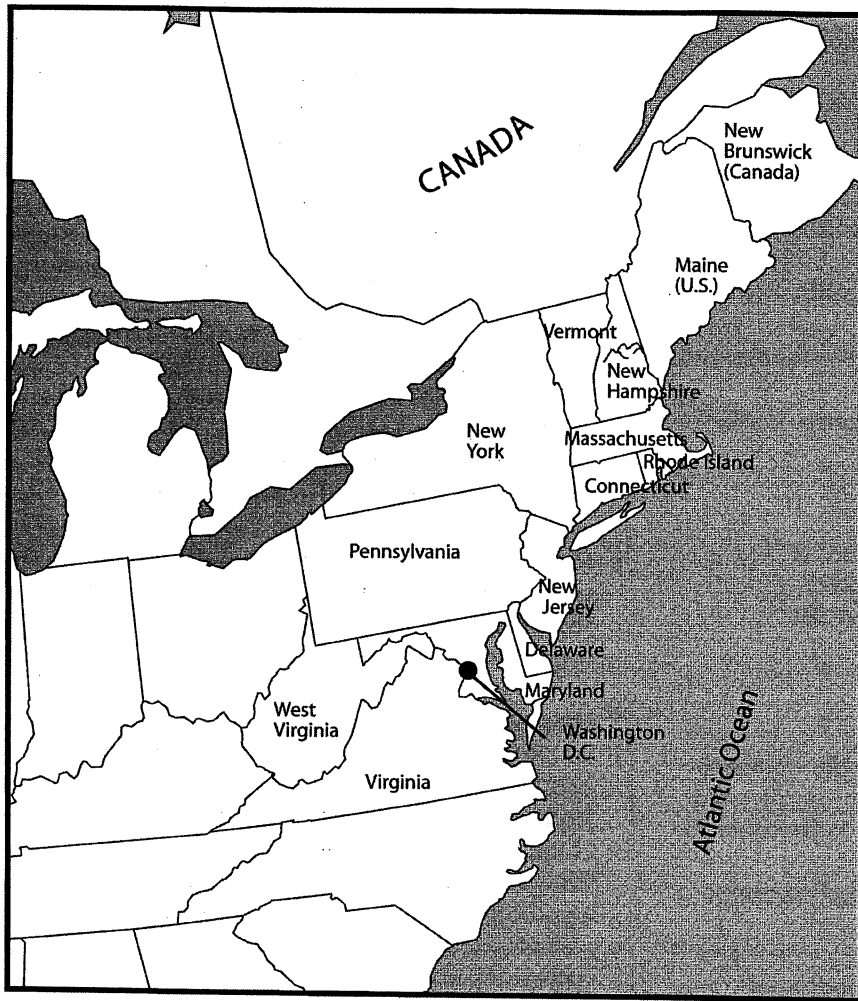 CANADA
New
Brunswick
(Canada)
Maine
(U.S.)
Vermont
New
Hampshire
New
York
Massachusetts
Rhode Island
Connecticut
Pennsylvania
New
Jersey
Delaware
Maryland
West
Virginia
Washington
D.C.
Virginia
Atlantic Ocean